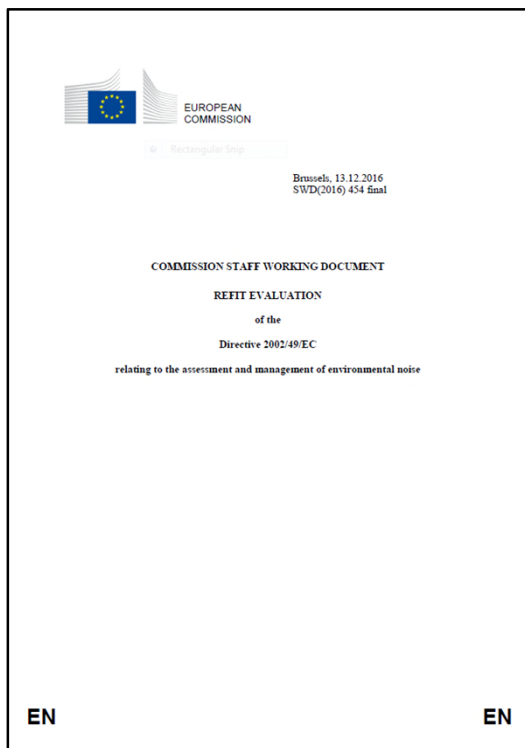 EUROPEAN
COMMISSION
Rectangular Snip
Brussels, 13.12.2016
SWD(2016) 454 final
COMMISSION STAFF WORKING DOCUMENT
REFIT EVALUATION
of the
Directive 2002/49/EC
relating to the assessment and management of environmental noise
EN
EN